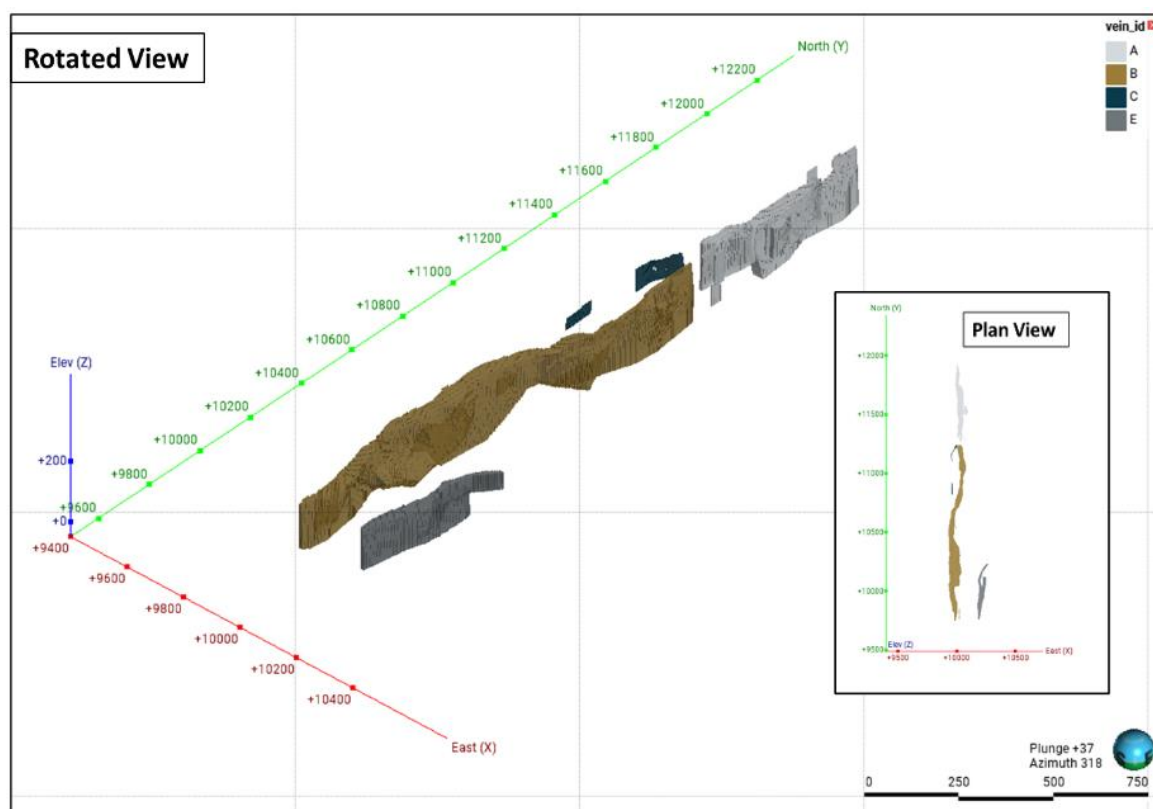 Rotated View
vein_id
A
B
C
E
North (Y)
+12200
+12000
+11800
+11600
+11400
+11200
+11000
+10800
+10600
+10400
+10200
+10000
+9800
+9600
Elev (Z)
+200
+0
+9400
+9600
+9800
+10000
+10200
+10400
East (X)
Plan View
North (Y)
+12000
+11500
+11000
+10500
+10000
+9500
Elev (Z)
+9500
+10000
+10500
East (X)
Plunge +37
Azimuth 318
0 250 500 750